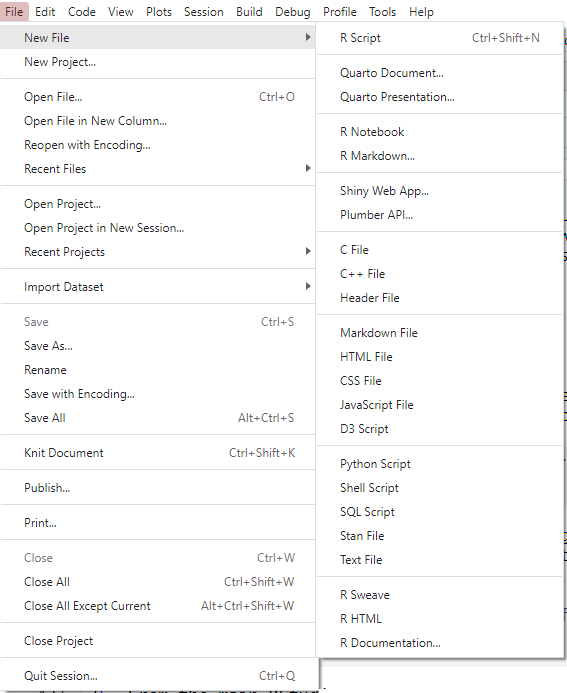 File Edit Code View Plots Session Build Debug Profile Tools Help
New File
New Project...
Open File... Ctrl+O
Open File in New Column...
Reopen with Encoding...
Recent Files
Open Project...
Open Project in New Session...
Recent Projects
Import Dataset
Save Ctrl+S
Save As...
Rename
Save with Encoding...
Save All Alt+Ctrl+S
Knit Document Ctrl+Shift+K
Publish...
Print...
Close Ctrl+W
Close All Ctrl+Shift+W
Close All Except Current Alt+Ctrl+Shift+W
Close Project
Quit Session... Ctrl+Q
R Script Ctrl+Shift+N
Quarto Document...
Quarto Presentation...
R Notebook
R Markdown...
Shiny Web App...
Plumber API...
C File
C++ File
Header File
Markdown File
HTML File
CSS File
JavaScript File
D3 Script
Python Script
Shell Script
SQL Script
Stan File
Text File
R Sweave
R HTML
R Documentation...